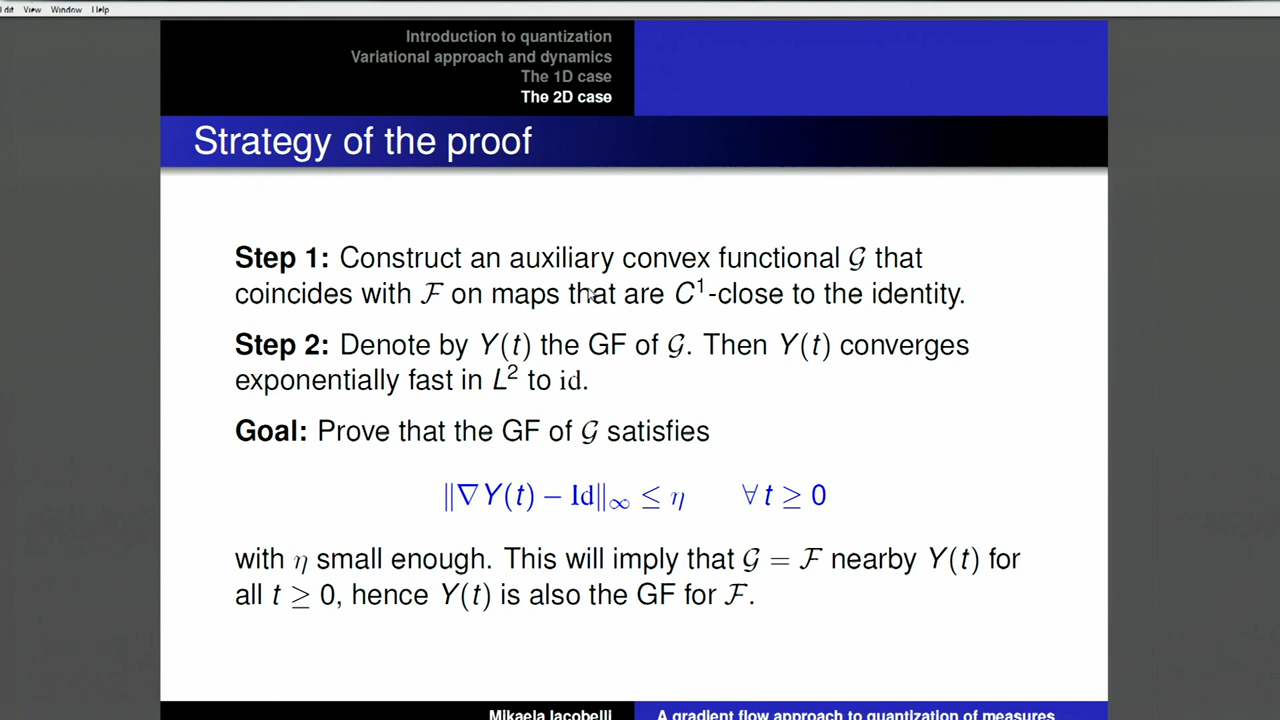 Edit View Window Help
Introduction to quantization
Variational approach and dynamics
The 1D case
The 2D case
Strategy of the proof
Step 1: Construct an auxiliary convex functional 𝒢 that
coincides with ℱ on maps that are C¹-close to the identity.
Step 2: Denote by Y(t) the GF of 𝒢. Then Y(t) converges
exponentially fast in L² to id.
Goal: Prove that the GF of 𝒢 satisfies
‖∇Y(t) − Id‖∞ ≤ η ∀ t ≥ 0
with η small enough. This will imply that 𝒢 = ℱ nearby Y(t) for
all t ≥ 0, hence Y(t) is also the GF for ℱ.
Mikaela Iacobelli A gradient flow approach to quantization of measures